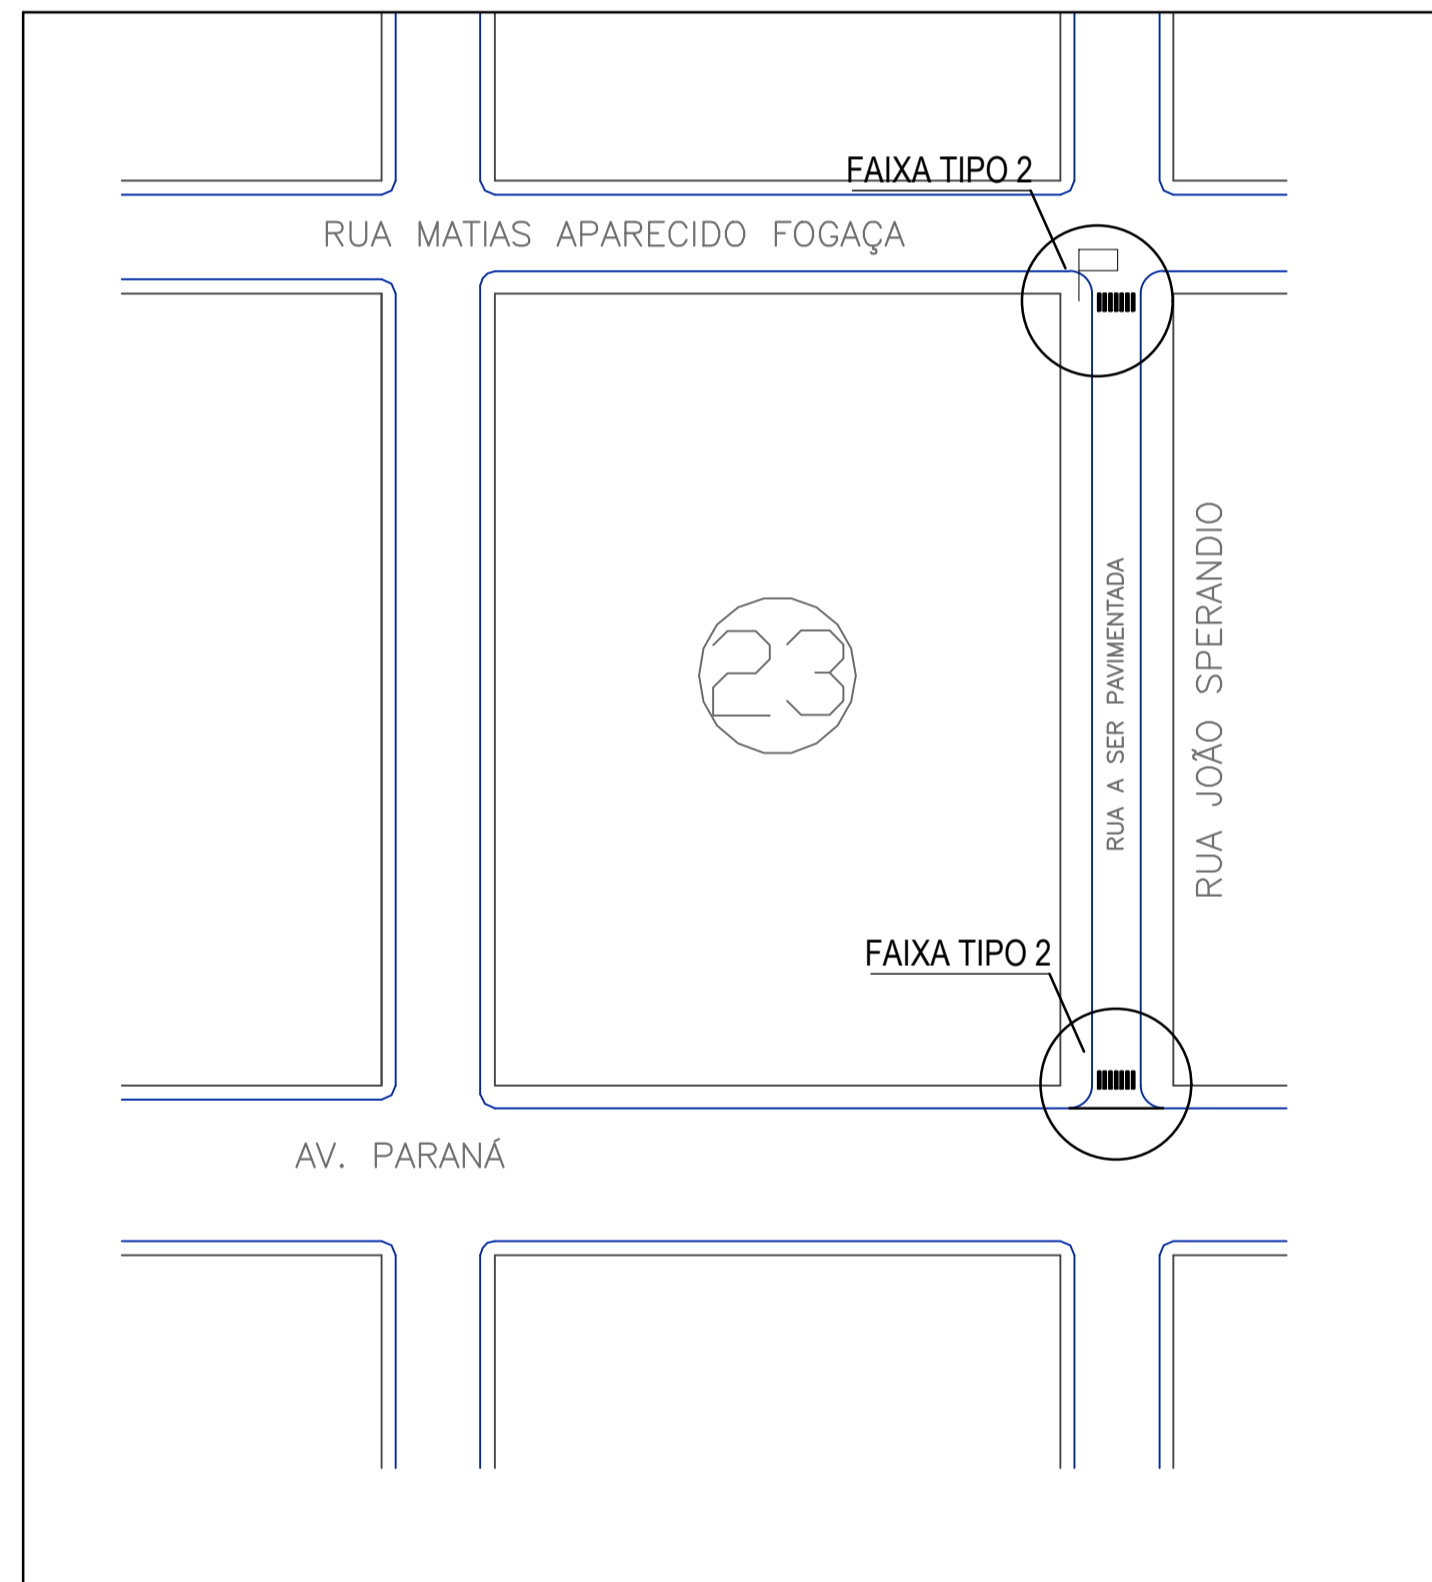 FAIXA TIPO 2
RUA MATIAS APARECIDO FOGAÇA
23
RUA A SER PAVIMENTADA
RUA JOÃO SPERANDIO
FAIXA TIPO 2
AV. PARANÁ